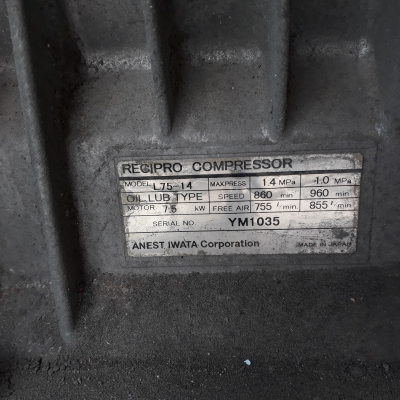 RECIPRO COMPRESSOR
MODEL L75-14 MAXPRESS 1.4 MPa 1.0 MPa
OIL LUB TYPE SPEED 860 min 960 min
MOTOR 7.5 kW FREE AIR 755 ℓ/min 855 ℓ/min
SERIAL NO. YM1035
ANEST IWATA Corporation MADE IN JAPAN